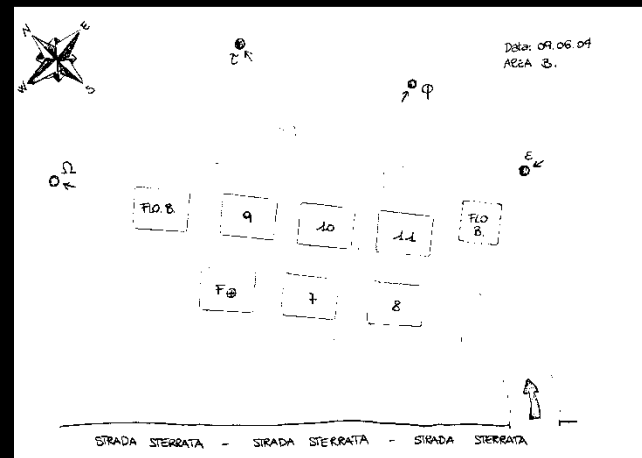 N E
W S
Data: 09.06.04
AREA B.
τ
φ
Ω
ε
FLO. B. 9 10 11 FLO B.
F⊕ 7 8
STRADA STERRATA - STRADA STERRATA - STRADA STERRATA